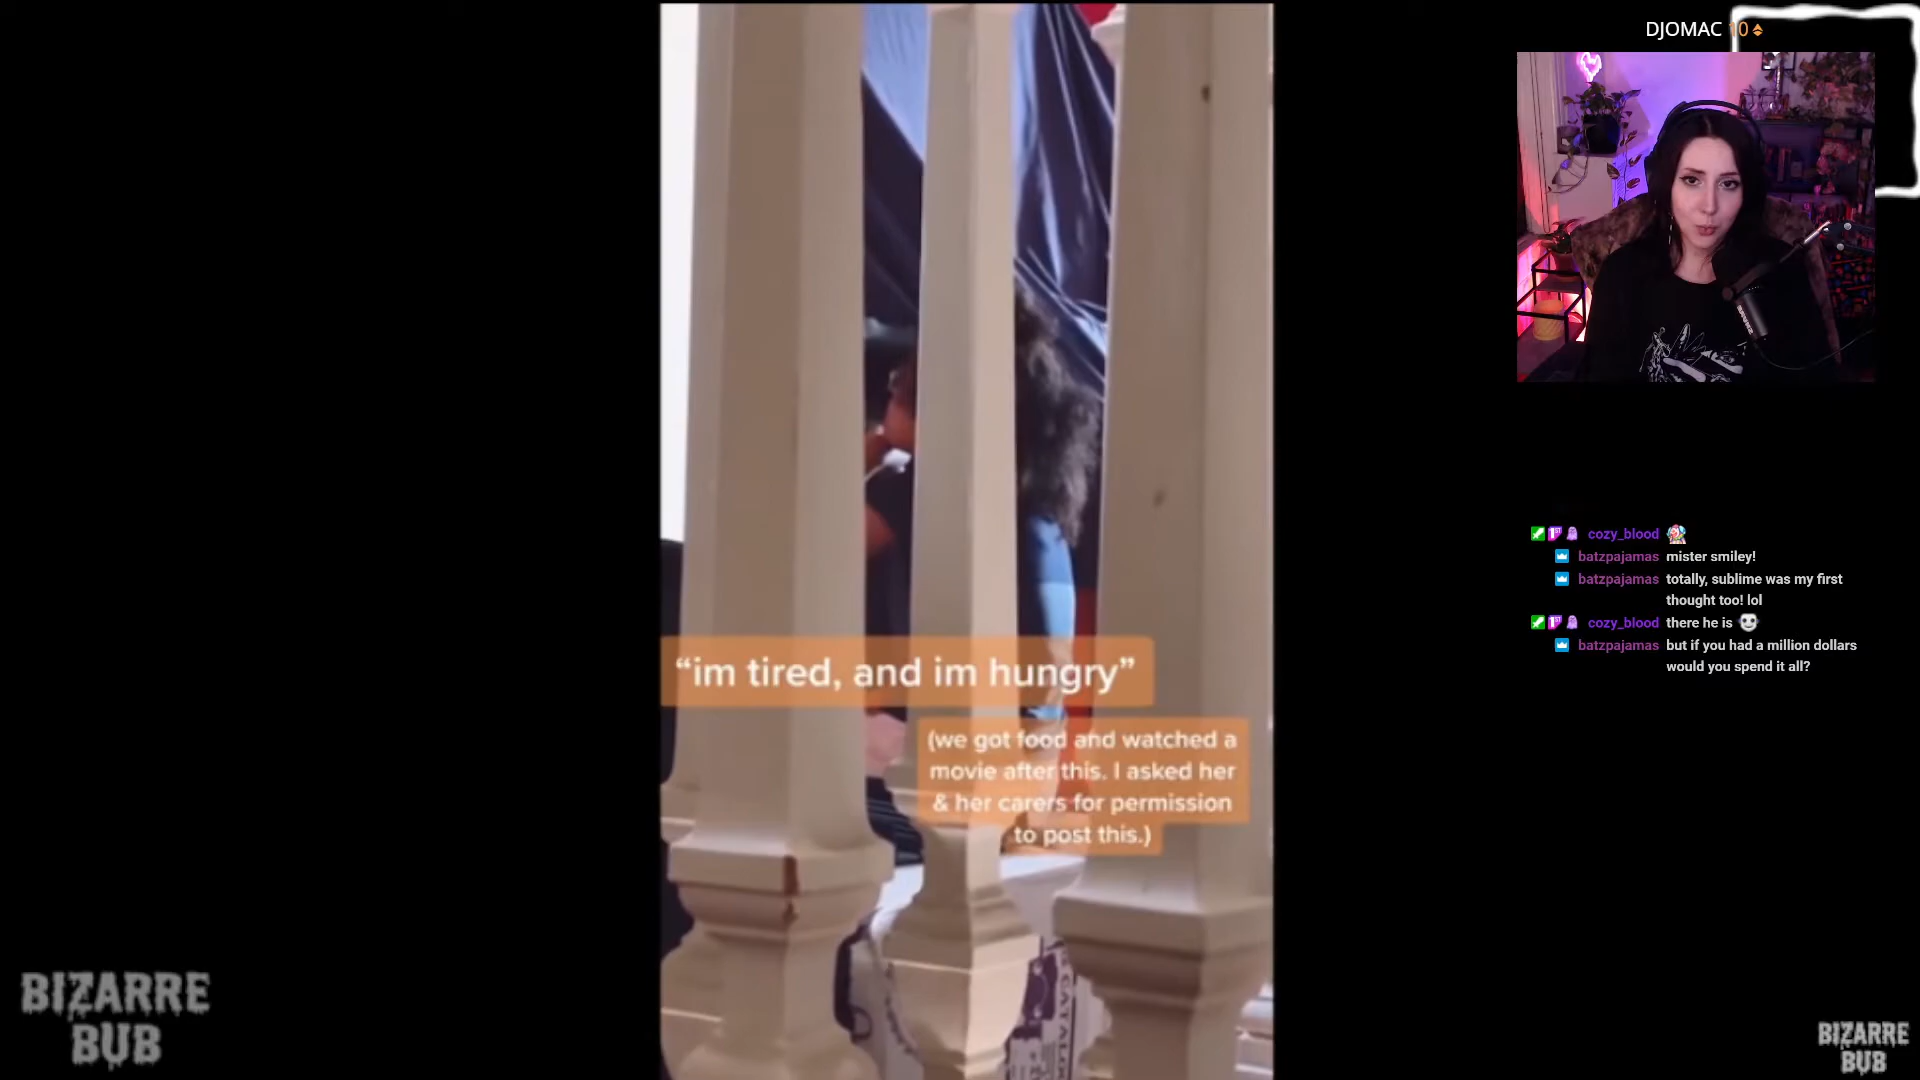 DJOMAC 10
cozy_blood
batzpajamas mister smiley!
batzpajamas totally, sublime was my first
thought too! lol
cozy_blood there he is
batzpajamas but if you had a million dollars
would you spend it all?
“im tired, and im hungry”
(we got food and watched a
movie after this. I asked her
& her carers for permission
to post this.)
BIZARRE
BUB
BIZARRE
BUB